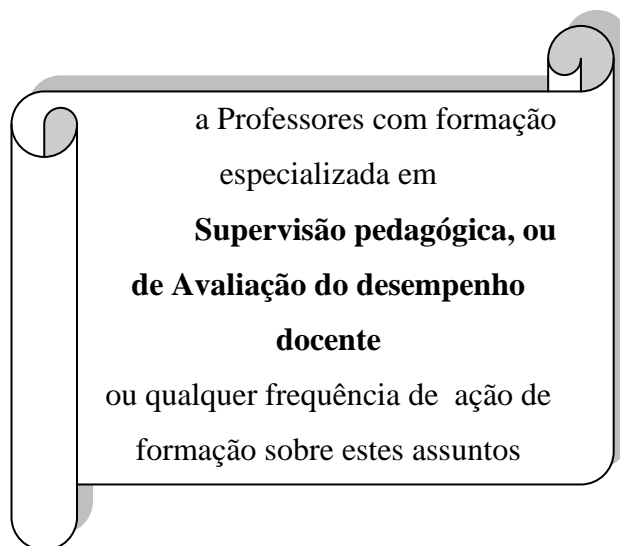 a Professores com formação
especializada em
Supervisão pedagógica, ou
de Avaliação do desempenho
docente
ou qualquer frequência de ação de
formação sobre estes assuntos